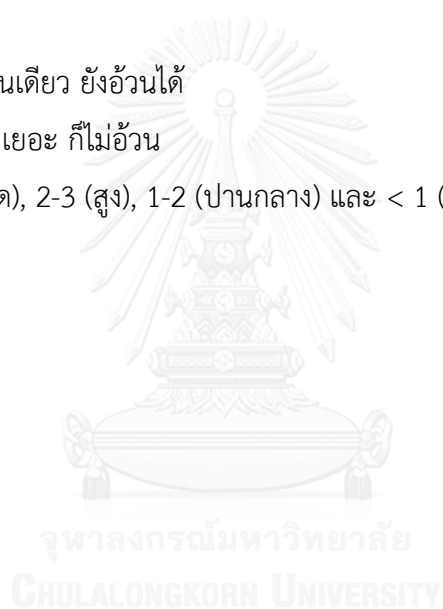 นเดียว ยังอ้วนได้
เยอะ ก็ไม่อ้วน
ด), 2-3 (สูง), 1-2 (ปานกลาง) และ < 1 (
จุฬาลงกรณ์มหาวิทยาลัย
CHULALONGKORN UNIVERSITY